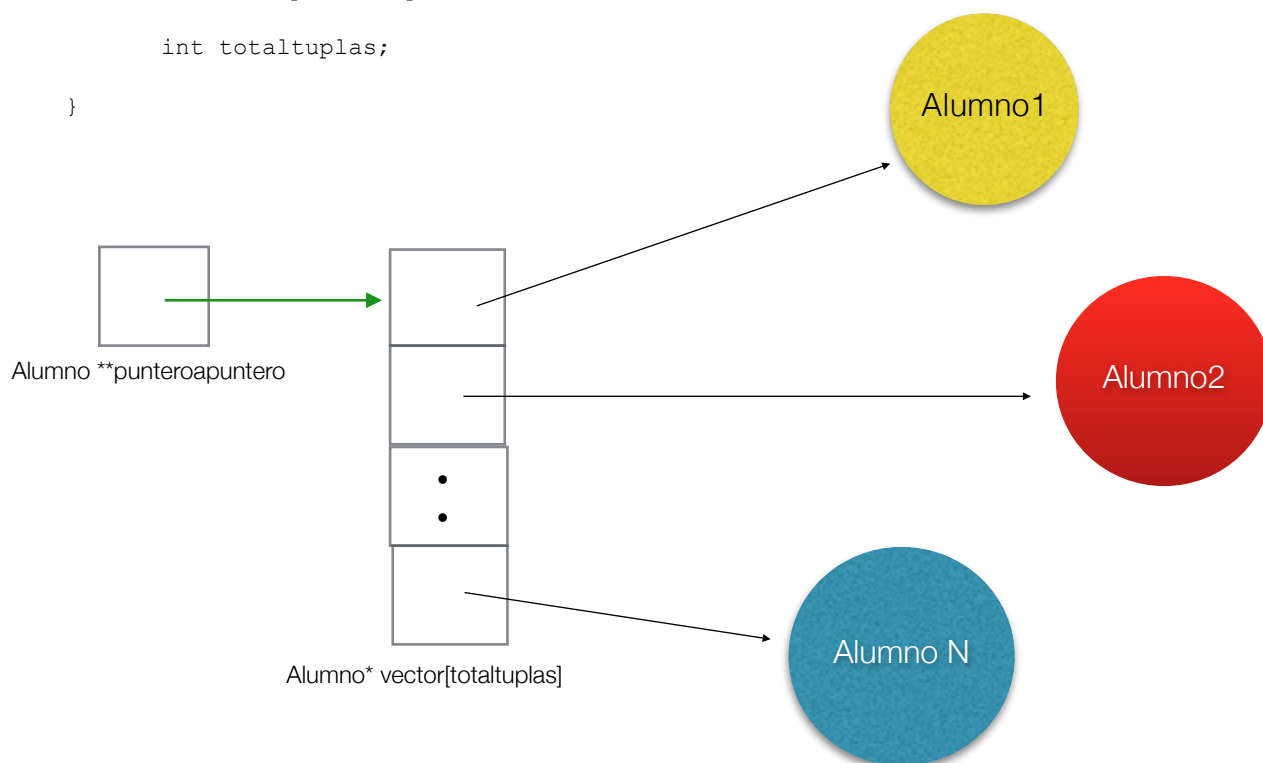 int totaltuplas;
}
Alumno1
Alumno **punteroapuntero
Alumno2
Alumno N
Alumno* vector[totaltuplas]